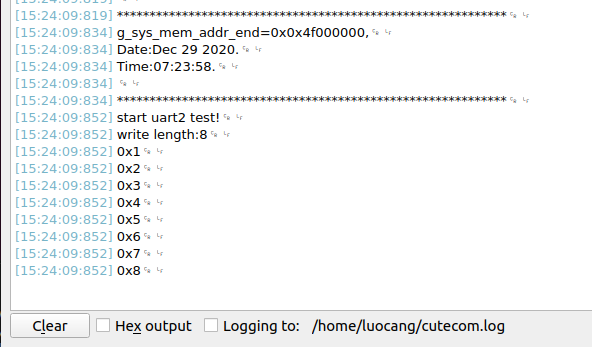 [15:24:09:819] ************************************************************
[15:24:09:834] g_sys_mem_addr_end=0x0x4f000000,
[15:24:09:834] Date:Dec 29 2020.
[15:24:09:834] Time:07:23:58.
[15:24:09:834]
[15:24:09:834] ************************************************************
[15:24:09:852] start uart2 test!
[15:24:09:852] write length:8
[15:24:09:852] 0x1
[15:24:09:852] 0x2
[15:24:09:852] 0x3
[15:24:09:852] 0x4
[15:24:09:852] 0x5
[15:24:09:852] 0x6
[15:24:09:852] 0x7
[15:24:09:852] 0x8
Clear Hex output Logging to: /home/luocang/cutecom.log